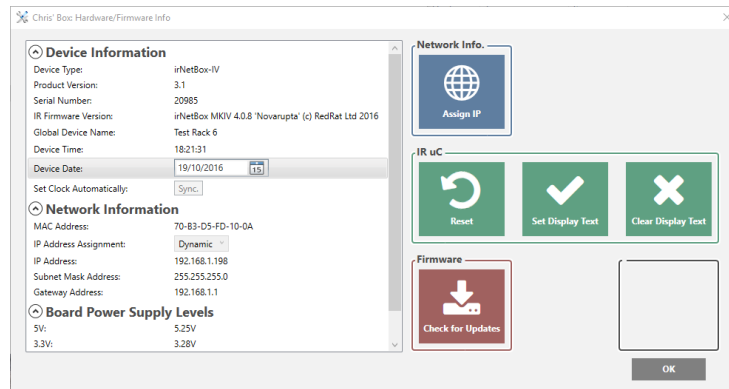 Chris' Box: Hardware/Firmware Info
Device Information
Device Type: irNetBox-IV
Product Version: 3.1
Serial Number: 20985
IR Firmware Version: irNetBox MKIV 4.0.8 'Novarupta' (c) RedRat Ltd 2016
Global Device Name: Test Rack 6
Device Time: 18:21:31
Device Date: 19/10/2016 15
Set Clock Automatically: Sync.
Network Information
MAC Address: 70-B3-D5-FD-10-0A
IP Address Assignment: Dynamic
IP Address: 192.168.1.198
Subnet Mask Address: 255.255.255.0
Gateway Address: 192.168.1.1
Board Power Supply Levels
5V: 5.25V
3.3V: 3.28V
Network Info.
Assign IP
IR uC
Reset Set Display Text Clear Display Text
Firmware
Check for Updates
OK